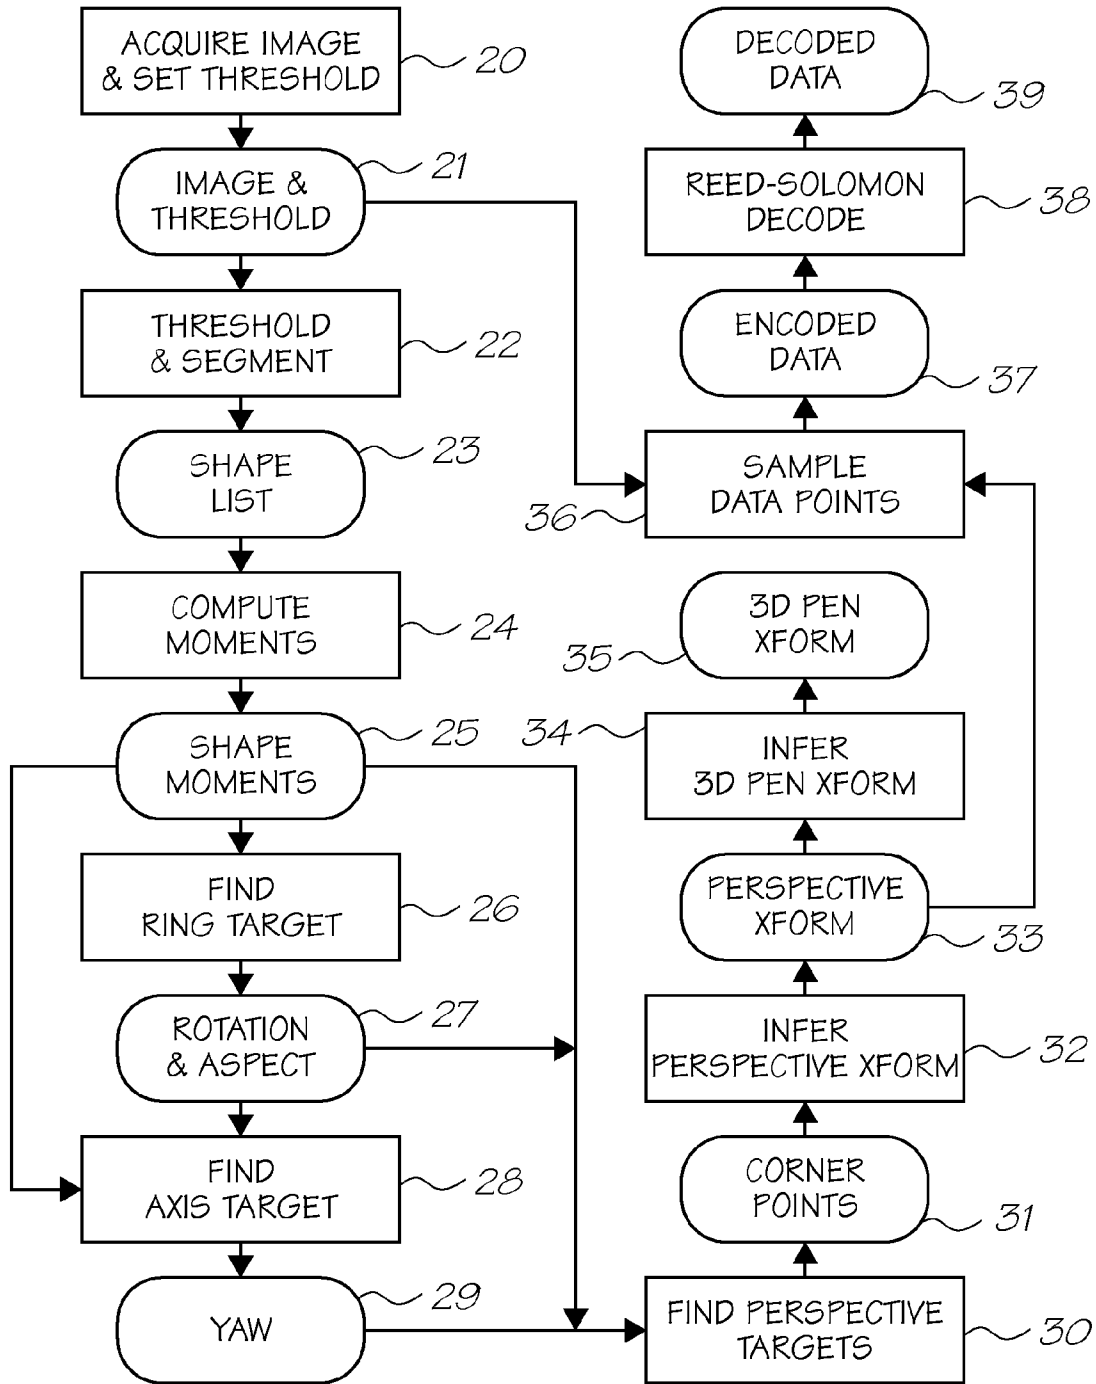 ACQUIRE IMAGE
& SET THRESHOLD
20
IMAGE &
THRESHOLD
21
THRESHOLD
& SEGMENT
22
SHAPE
LIST
23
COMPUTE
MOMENTS
24
SHAPE
MOMENTS
25
FIND
RING TARGET
26
ROTATION
& ASPECT
27
FIND
AXIS TARGET
28
YAW
29
DECODED
DATA
39
REED-SOLOMON
DECODE
38
ENCODED
DATA
37
SAMPLE
DATA POINTS
36
3D PEN
XFORM
35
34
INFER
3D PEN XFORM
PERSPECTIVE
XFORM
33
INFER
PERSPECTIVE XFORM
32
CORNER
POINTS
31
FIND PERSPECTIVE
TARGETS
30